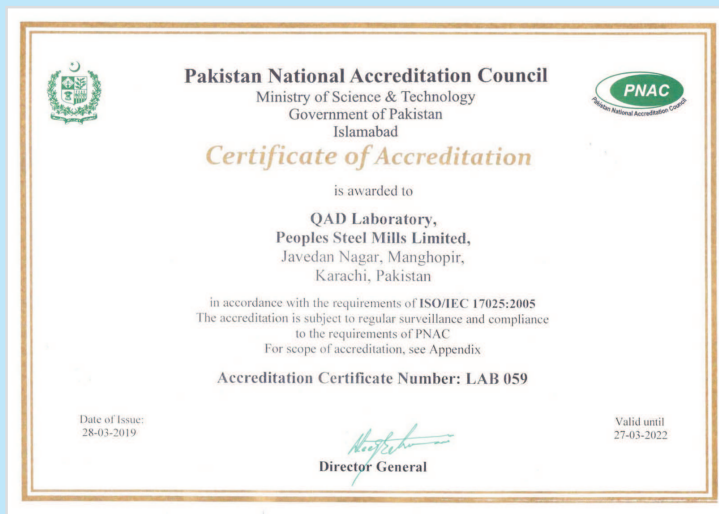 Pakistan National Accreditation Council
Ministry of Science & Technology
Government of Pakistan
Islamabad
PNAC
Pakistan National Accreditation Council
Certificate of Accreditation
is awarded to
QAD Laboratory,
Peoples Steel Mills Limited,
Javedan Nagar, Manghopir,
Karachi, Pakistan
in accordance with the requirements of ISO/IEC 17025:2005
The accreditation is subject to regular surveillance and compliance
to the requirements of PNAC
For scope of accreditation, see Appendix
Accreditation Certificate Number: LAB 059
Date of Issue:
28-03-2019
Valid until
27-03-2022
Director General